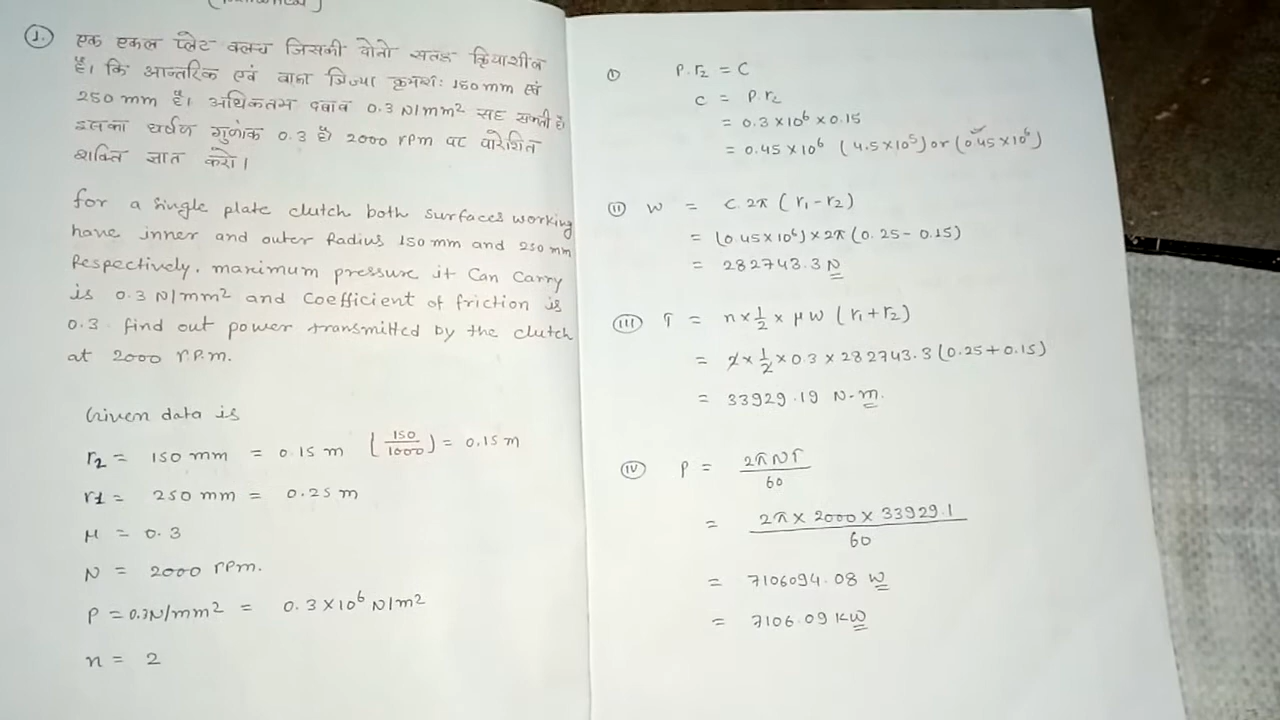 1.
एक एकल प्लेट क्लच जिसकी दोनो सतह क्रियाशील
है। कि आन्तरिक एवं बाह्य त्रिज्या क्रमशः 150 mm एवं
250 mm है। अधिकतम दबाव 0.3 N/mm² सह सकती है
इसका घर्षण गुणांक 0.3 है। 2000 rpm पर पारेषित
शक्ति ज्ञात करो।
for a single plate clutch both surfaces working
have inner and outer Radius 150 mm and 250 mm
Respectively. maximum pressure it Can Carry
is 0.3 N/mm² and Coefficient of friction is
0.3 find out power transmitted by the clutch
at 2000 r.P.m.
Given data is
r₂ = 150 mm = 0.15 m (150/1000) = 0.15 m
r1 = 250 mm = 0.25 m
μ = 0.3
N = 2000 rpm.
P = 0.3N/mm² = 0.3×10⁶ N/m²
n = 2
I P.r₂ = C
C = P.r₂
= 0.3×10⁶×0.15
= 0.45×10⁶ (4.5×10⁵) or (0.45×10⁶)
II W = C.2π (r₁-r₂)
= (0.45×10⁶)×2π(0.25-0.15)
= 282743.3 N
III T = n×1/2×μW (r₁+r₂)
= 2×1/2×0.3×282743.3(0.25+0.15)
= 33929.19 N-m.
IV P = 2πNT/60
= 2π×2000×33929.1/60
= 7106094.08 W
= 7106.09 KW